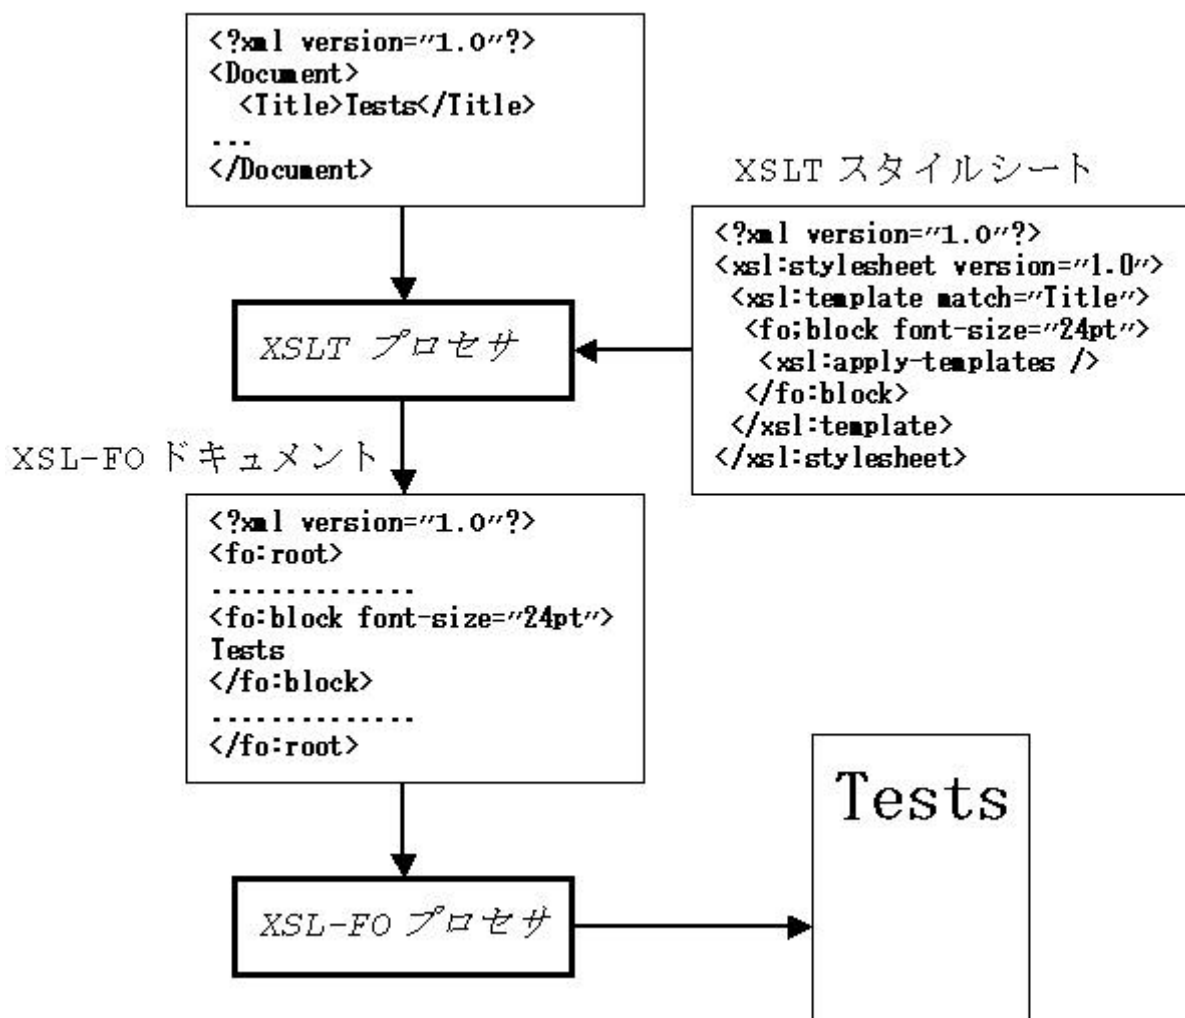 <?xml version="1.0"?>
<Document>
<Title>Tests</Title>
...
</Document>
XSLT スタイルシート
<?xml version="1.0"?>
<xsl:stylesheet version="1.0">
<xsl:template match="Title">
<fo;block font-size="24pt">
<xsl:apply-templates />
</fo:block>
</xsl:template>
</xsl:stylesheet>
XSLT プロセサ
XSL-FO ドキュメント
<?xml version="1.0"?>
<fo:root>
..............
<fo:block font-size="24pt">
Tests
</fo:block>
..............
</fo:root>
XSL-FO プロセサ
Tests